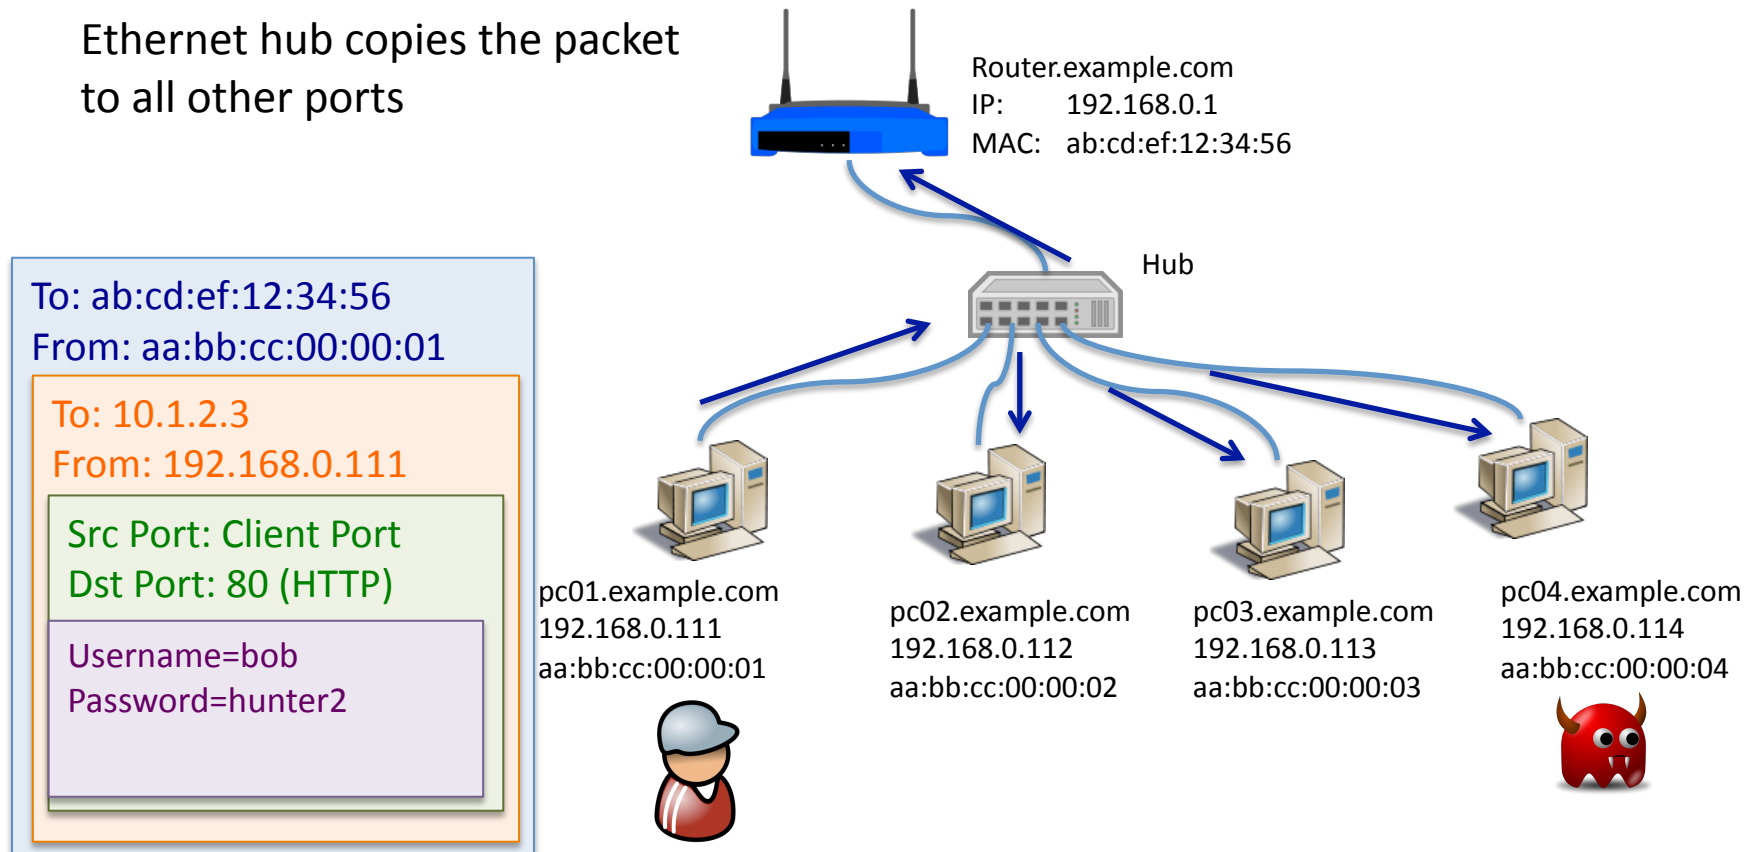 Ethernet hub copies the packet
to all other ports
Router.example.com
IP: 192.168.0.1
MAC: ab:cd:ef:12:34:56
Hub
To: ab:cd:ef:12:34:56
From: aa:bb:cc:00:00:01
To: 10.1.2.3
From: 192.168.0.111
Src Port: Client Port
Dst Port: 80 (HTTP)
Username=bob
Password=hunter2
pc01.example.com
192.168.0.111
aa:bb:cc:00:00:01
pc02.example.com
192.168.0.112
aa:bb:cc:00:00:02
pc03.example.com
192.168.0.113
aa:bb:cc:00:00:03
pc04.example.com
192.168.0.114
aa:bb:cc:00:00:04